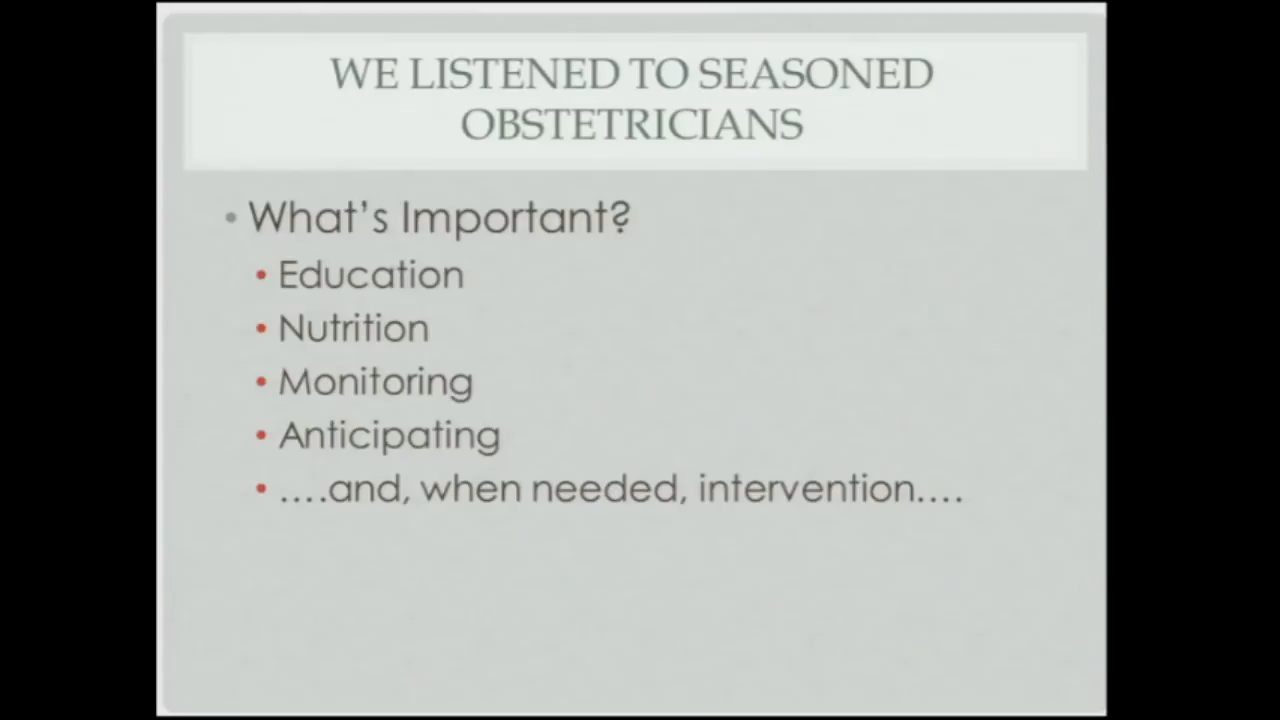 WE LISTENED TO SEASONED
OBSTETRICIANS
• What's Important?
• Education
• Nutrition
• Monitoring
• Anticipating
• ....and, when needed, intervention....